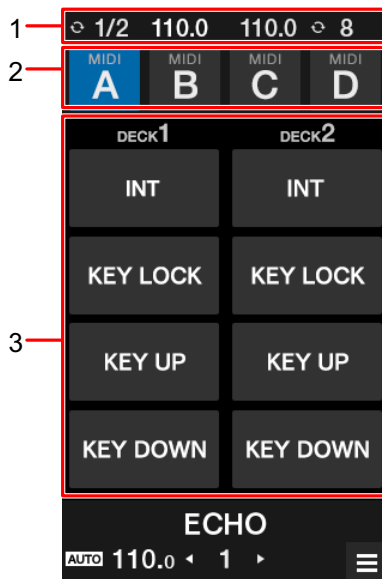 1 1/2 110.0 110.0 8
2 MIDI A MIDI B MIDI C MIDI D
DECK1 DECK2
INT INT
KEY LOCK KEY LOCK
3 KEY UP KEY UP
KEY DOWN KEY DOWN
ECHO
AUTO 110.0 1